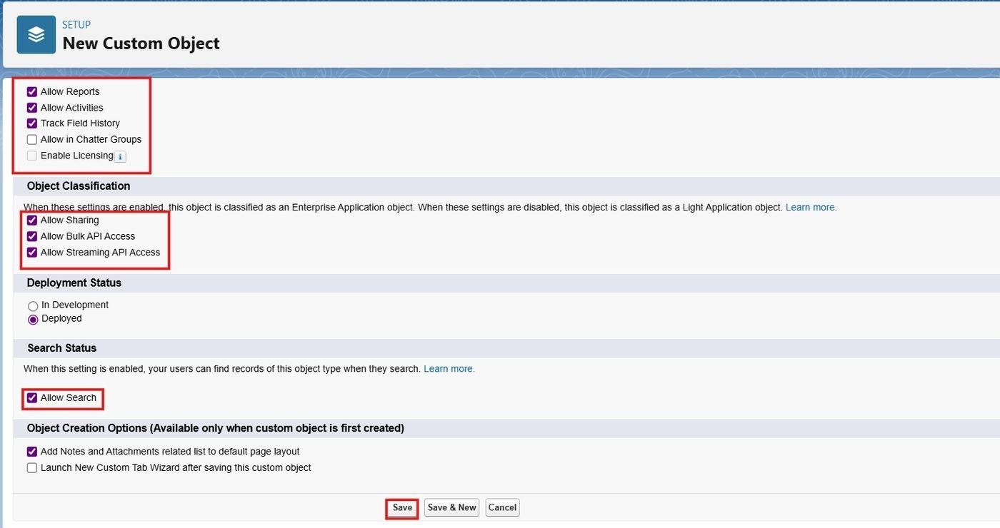 SETUP
New Custom Object
Allow Reports
Allow Activities
Track Field History
Allow in Chatter Groups
Enable Licensing i
Object Classification
When these settings are enabled, this object is classified as an Enterprise Application object. When these settings are disabled, this object is classified as a Light Application object. Learn more.
Allow Sharing
Allow Bulk API Access
Allow Streaming API Access
Deployment Status
In Development
Deployed
Search Status
When this setting is enabled, your users can find records of this object type when they search. Learn more.
Allow Search
Object Creation Options (Available only when custom object is first created)
Add Notes and Attachments related list to default page layout
Launch New Custom Tab Wizard after saving this custom object
Save Save & New Cancel